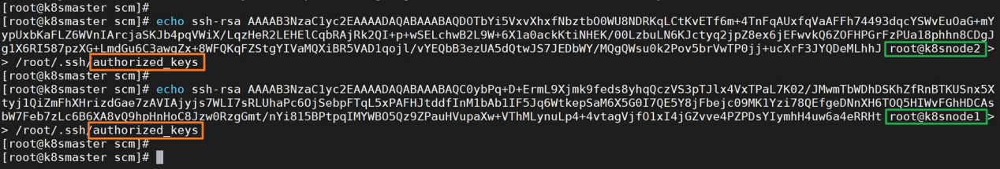 [root@k8smaster scm]#
[root@k8smaster scm]# echo ssh-rsa AAAAB3NzaC1yc2EAAAADAQABAAABAQDOTbYi5VxvXhxfNbztbO0WU8NDRKqLCtKvETf6m+4TnFqAUxfqVaAFFh74493dqcYSWvEuOaG+mY
ypUxbKaFLZ6WVnIArcjaSKJb4pqVWiX/LqzHeR2LEHElCqbRAjRk2QI+p+wSELchwB2L9W+6X1a0ackKtiNHEK/00LzbuLN6KJctyq2jpZ8ex6jEFwvkQ6ZOFHPGrFzPUaJ8phhn0CDgJ
g1X6RI587pzXG+LmdGu6C3awgZx+8WFQKqFZStgYIVaMQXiBR5VAD1qojl/vYEQbB3ezUA5dQtwJS7JEDbWY/MQgQWsu0k2Pov5brVwTP0jj+ucXrF3JYQDeMLhhJ root@k8snode2 >
> /root/.ssh/authorized_keys
[root@k8smaster scm]#
[root@k8smaster scm]# echo ssh-rsa AAAAB3NzaC1yc2EAAAADAQABAAABAQC0ybPq+D+ErmL9Xjmk9feds8yhqQczVS3pTJlx4VxTPaL7K02/JMwmTbWDhDSKhZfRnBTKUSnx5X
tyj1QiZmFhXHrizdGae7zAVIAjyjs7WLI7sRLUhaPc6OjSebpFTqL5xPAFHJtddfInM1bAb1IF5Jq6WtkepSaM6X5G0I7QE5Y8jFbejc09MK1Yzi78QEfgeDNnXH6TOQ5HIWvFGhHDCAs
bW7Feb7zLc6B6XA8vQ9hpHnHoC8Jzw0RzgGmt/nYi815BPtpqIMYWBO5Qz9ZPauHVupaXw+VThMLynuLp4+4vtagVjfO1xI4jGZvve4PZPDsYIymhH4uw6a4eRRHt root@k8snode1 >
> /root/.ssh/authorized_keys
[root@k8smaster scm]#
[root@k8smaster scm]#